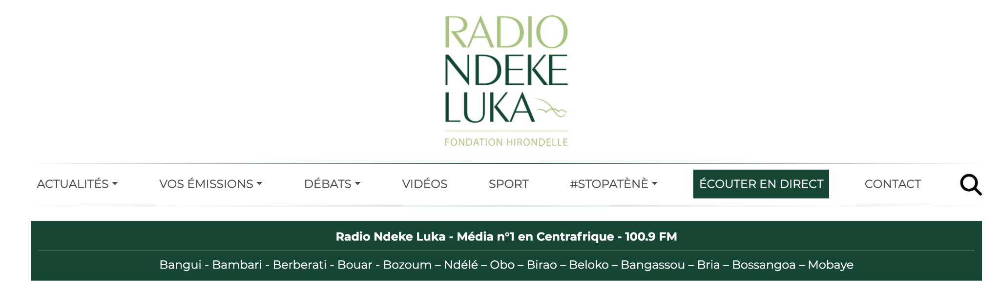 RADIO
NDEKE
LUKA
FONDATION HIRONDELLE
ACTUALITÉS VOS ÉMISSIONS DÉBATS VIDÉOS SPORT #STOPATÈNÈ ÉCOUTER EN DIRECT CONTACT
Radio Ndeke Luka - Média n°1 en Centrafrique - 100.9 FM
Bangui - Bambari - Berberati - Bouar - Bozoum – Ndélé – Obo – Birao – Beloko – Bangassou – Bria – Bossangoa – Mobaye